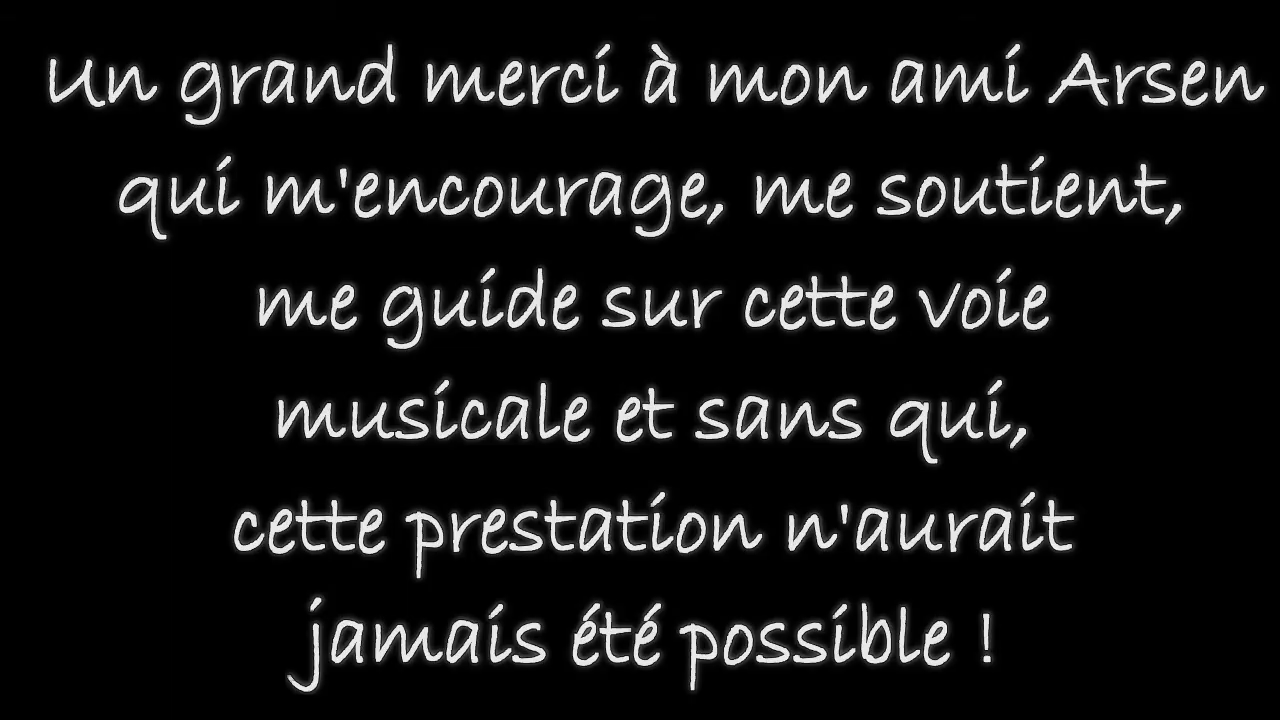 Un grand merci à mon ami Arsen
qui m'encourage, me soutient,
me guide sur cette voie
musicale et sans qui,
cette prestation n'aurait
jamais été possible !